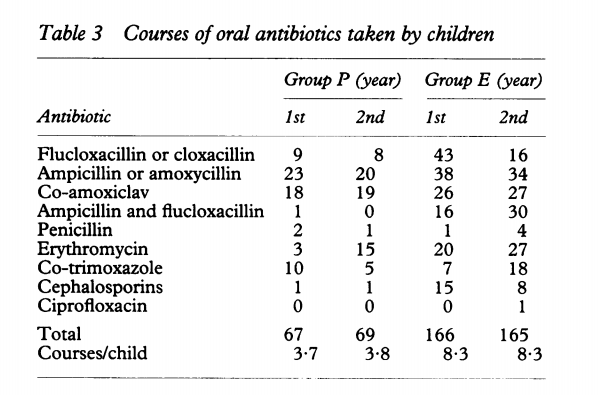 Table 3 Courses of oral antibiotics taken by children
Group P (year) Group E (year)
Antibiotic 1st 2nd 1st 2nd
Flucloxacillin or cloxacillin 9 8 43 16
Ampicillin or amoxycillin 23 20 38 34
Co-amoxiclav 18 19 26 27
Ampicillin and flucloxacillin 1 0 16 30
Penicillin 2 1 1 4
Erythromycin 3 15 20 27
Co-trimoxazole 10 5 7 18
Cephalosporins 1 1 15 8
Ciprofloxacin 0 0 0 1
Total 67 69 166 165
Courses/child 3·7 3·8 8·3 8·3